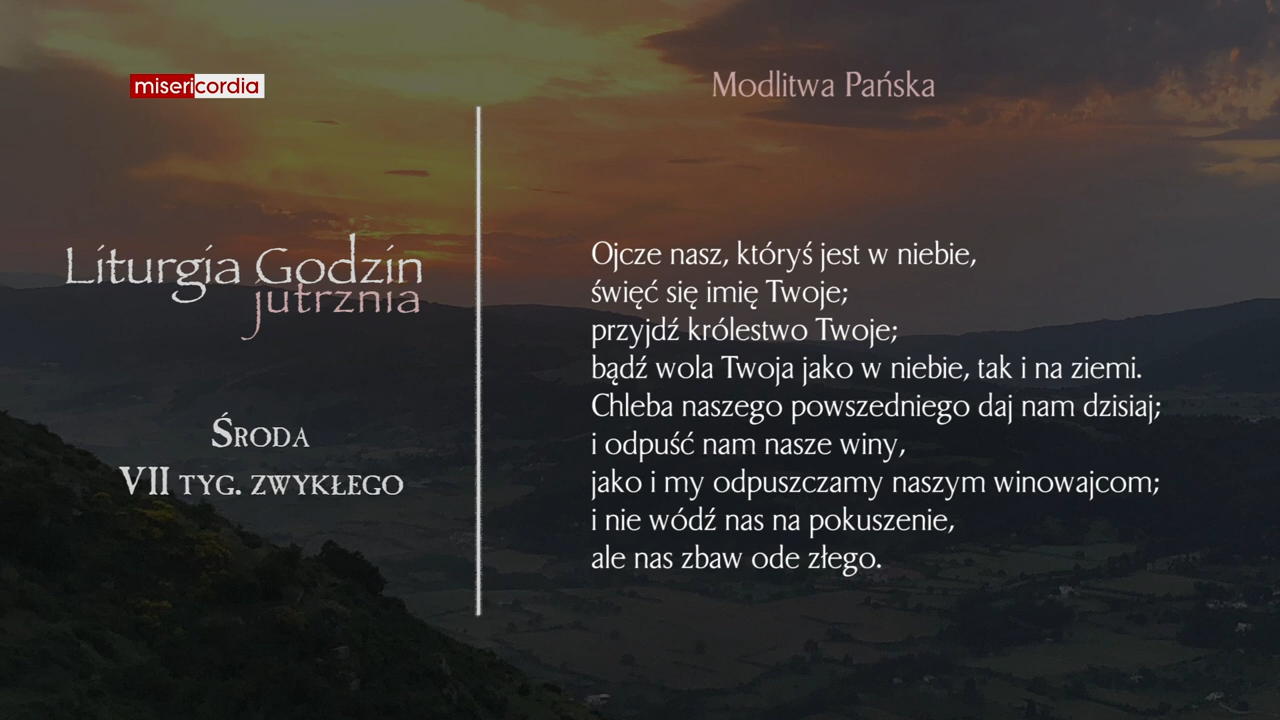 misericordia
Liturgia Godzin
jutrznia
Środa
VII tyg. zwykłego
Modlitwa Pańska
Ojcze nasz, któryś jest w niebie,
święć się imię Twoje;
przyjdź królestwo Twoje;
bądź wola Twoja jako w niebie, tak i na ziemi.
Chleba naszego powszedniego daj nam dzisiaj;
i odpuść nam nasze winy,
jako i my odpuszczamy naszym winowajcom;
i nie wódź nas na pokuszenie,
ale nas zbaw ode złego.